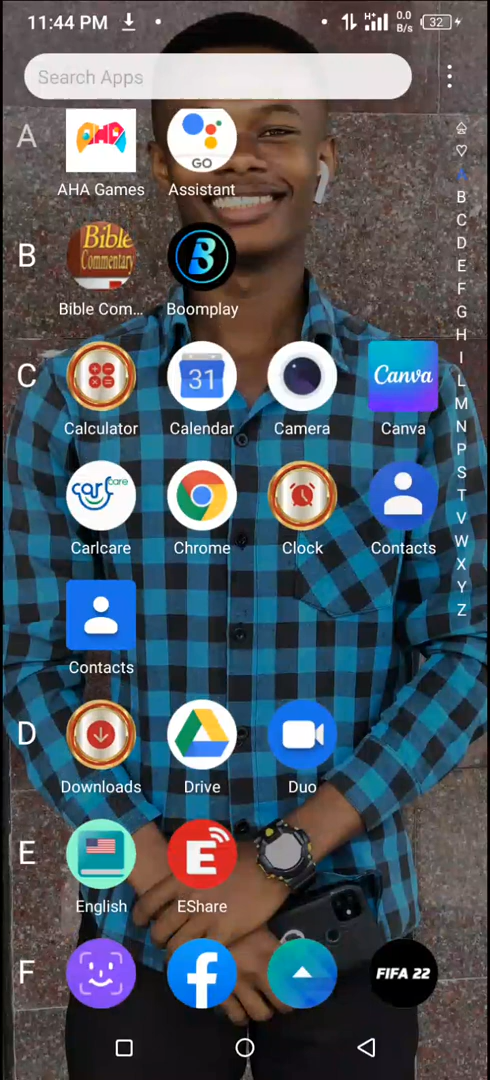 11:44 PM H+ 0.0 B/s 32
Search Apps
A
GO
AHA Games Assistant
B
Bible Commentary
Bible Com... Boomplay
C
31
Canva
Calculator Calendar Camera Canva
Carlcare
Carlcare Chrome Clock Contacts
Contacts
D
Downloads Drive Duo
E
English EShare
F
FIFA 22
A
B
C
D
E
F
G
H
I
L
M
N
P
S
T
V
W
X
Y
Z